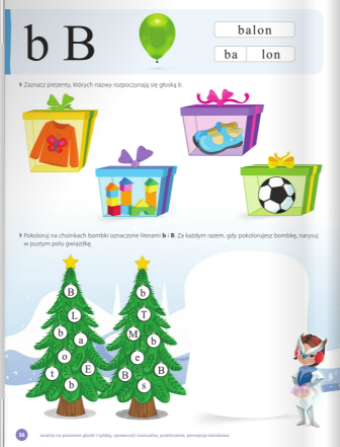 b B
balon
ba lon
Zaznacz prezenty, których nazwy rozpoczynają się głoską b.
Pokoloruj na choinkach bombki oznaczone literami b i B. Za każdym razem, gdy pokolorujesz bombkę, narysuj
w pustym polu gwiazdkę.
B
b
L
T
b
a
M
b
o
e
t
E
B
B
b
s
56
analiza na poziomie głoski i sylaby, sprawność manualna, przeliczanie, percepcja wzrokowa